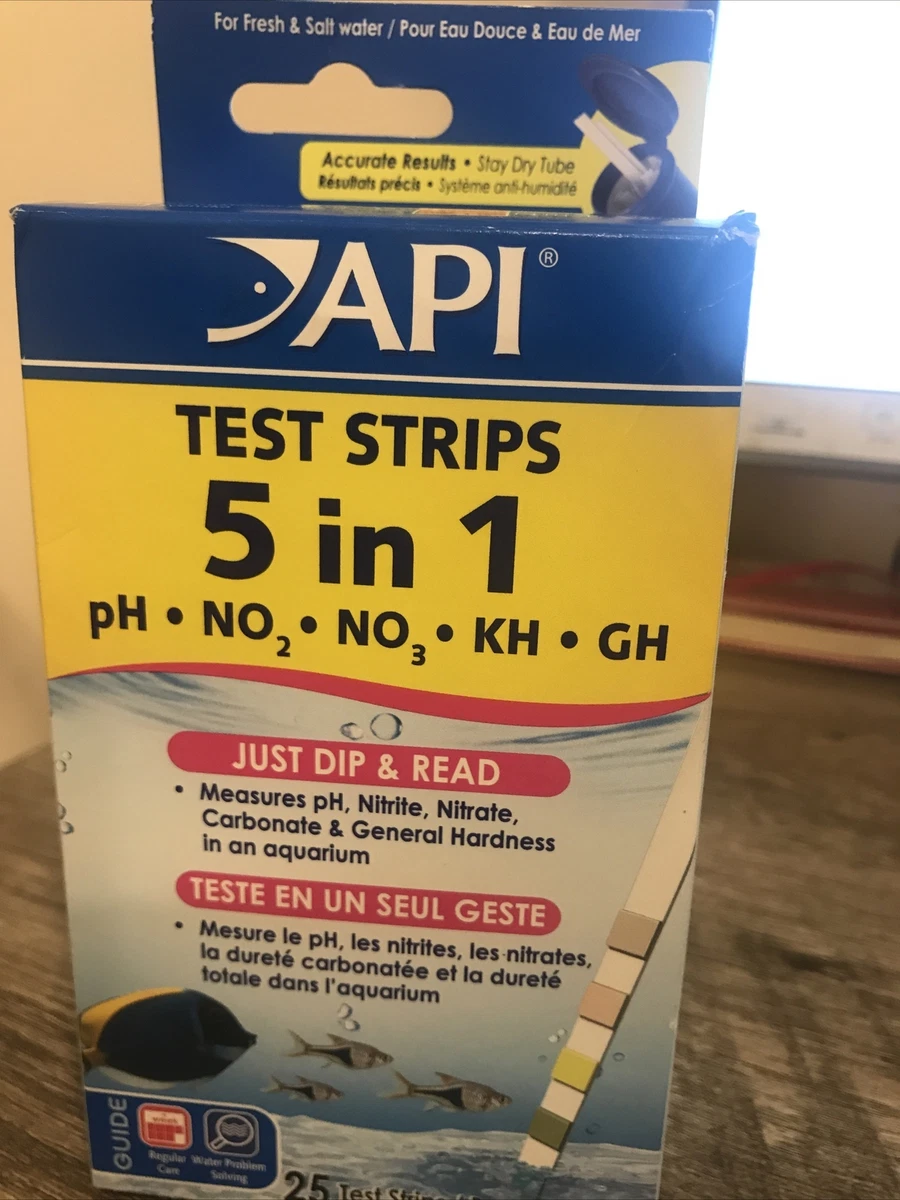 For Fresh & Salt water / Pour Eau Douce & Eau de Mer
Accurate Results • Stay Dry Tube
Résultats précis • Système anti-humidité
API®
TEST STRIPS
5 in 1
pH • NO₂ • NO₃ • KH • GH
JUST DIP & READ
• Measures pH, Nitrite, Nitrate,
Carbonate & General Hardness
in an aquarium
TESTE EN UN SEUL GESTE
• Mesure le pH, les nitrites, les nitrates,
la dureté carbonatée et la dureté
totale dans l'aquarium
GUIDE
Regular
Care
Water Problem
Solving
25 Test Strips